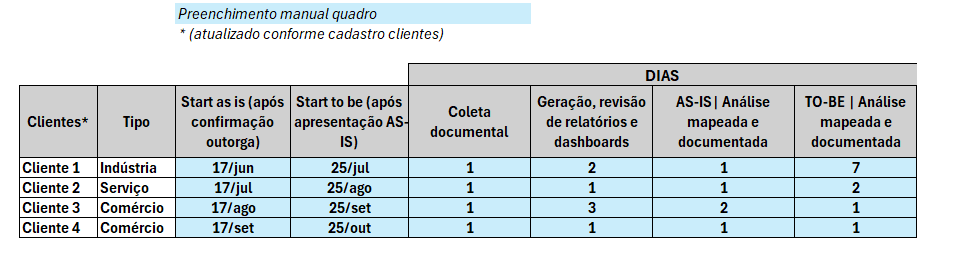 Preenchimento manual quadro
* (atualizado conforme cadastro clientes)
DIAS
Clientes* Tipo Start as is (após confirmação outorga) Start to be (após apresentação AS-IS) Coleta documental Geração, revisão de relatórios e dashboards AS-IS| Análise mapeada e documentada TO-BE | Análise mapeada e documentada
Cliente 1 Indústria 17/jun 25/jul 1 2 1 7
Cliente 2 Serviço 17/jul 25/ago 1 1 1 2
Cliente 3 Comércio 17/ago 25/set 1 3 2 1
Cliente 4 Comércio 17/set 25/out 1 1 1 1